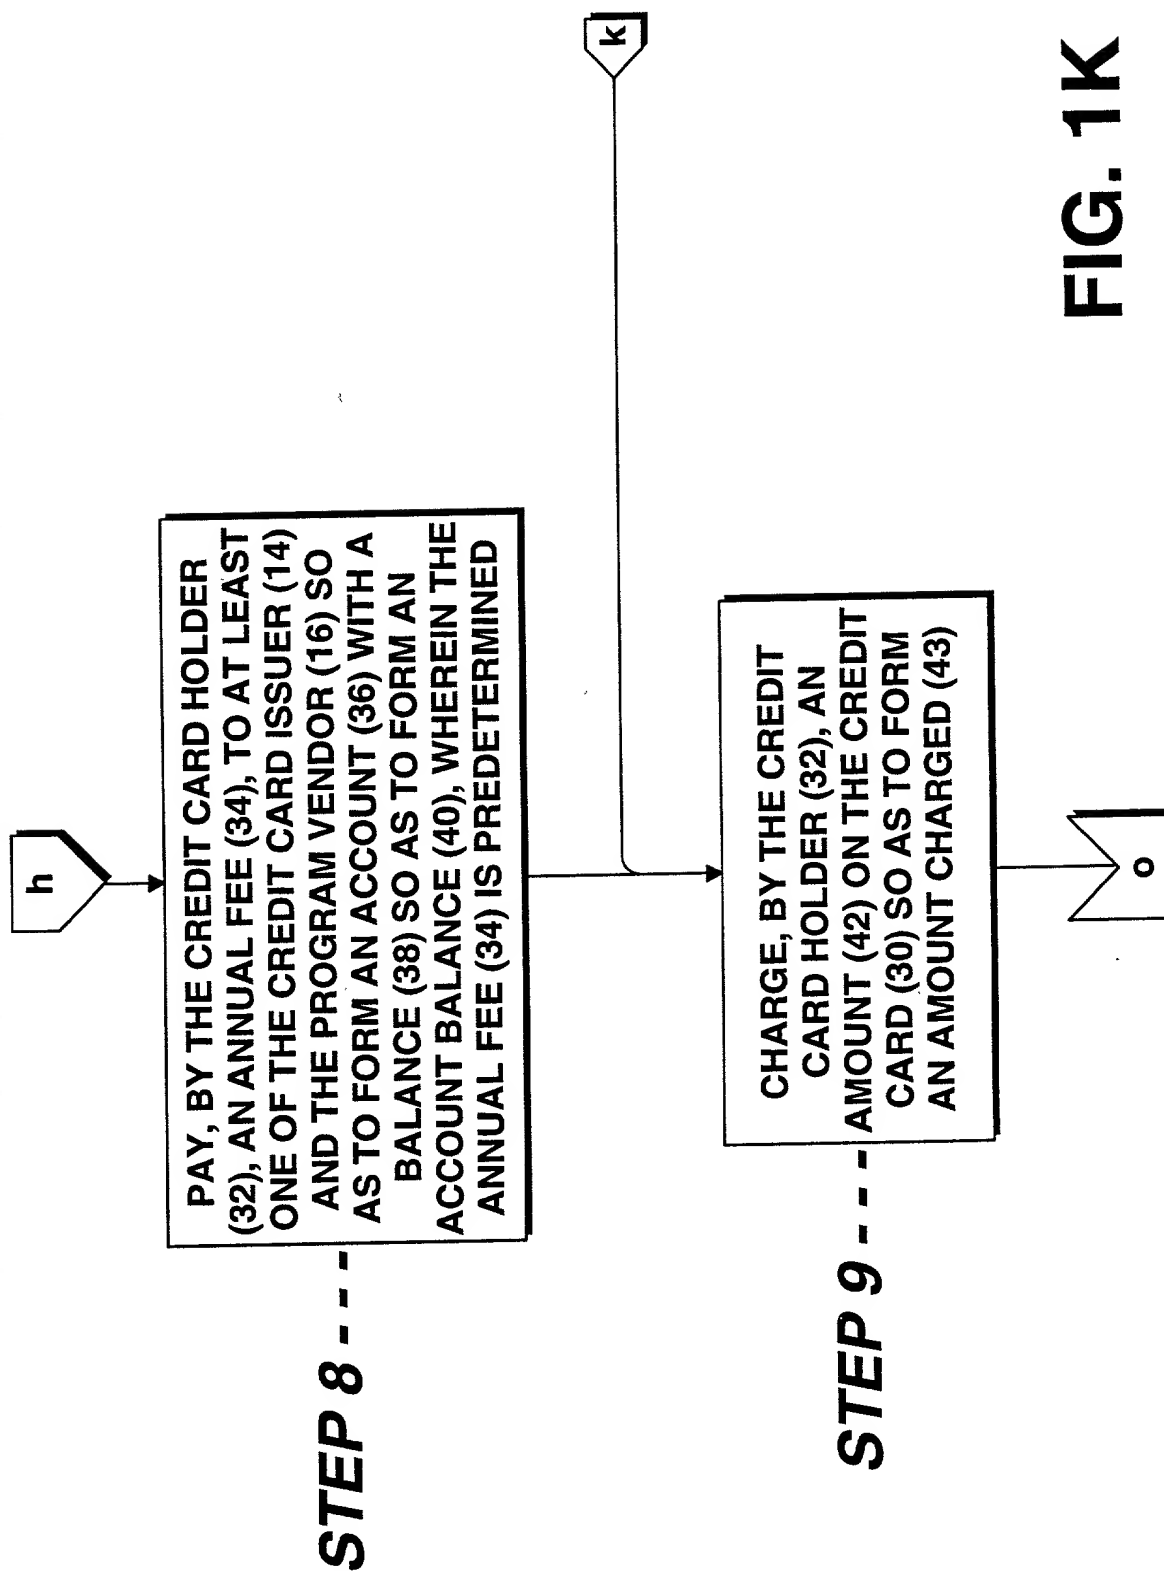 h
PAY, BY THE CREDIT CARD HOLDER
(32), AN ANNUAL FEE (34), TO AT LEAST
ONE OF THE CREDIT CARD ISSUER (14)
AND THE PROGRAM VENDOR (16) SO
AS TO FORM AN ACCOUNT (36) WITH A
BALANCE (38) SO AS TO FORM AN
ACCOUNT BALANCE (40), WHEREIN THE
ANNUAL FEE (34) IS PREDETERMINED
STEP 8 - - -
k
CHARGE, BY THE CREDIT
CARD HOLDER (32), AN
AMOUNT (42) ON THE CREDIT
CARD (30) SO AS TO FORM
AN AMOUNT CHARGED (43)
STEP 9 - - -
o
FIG. 1K